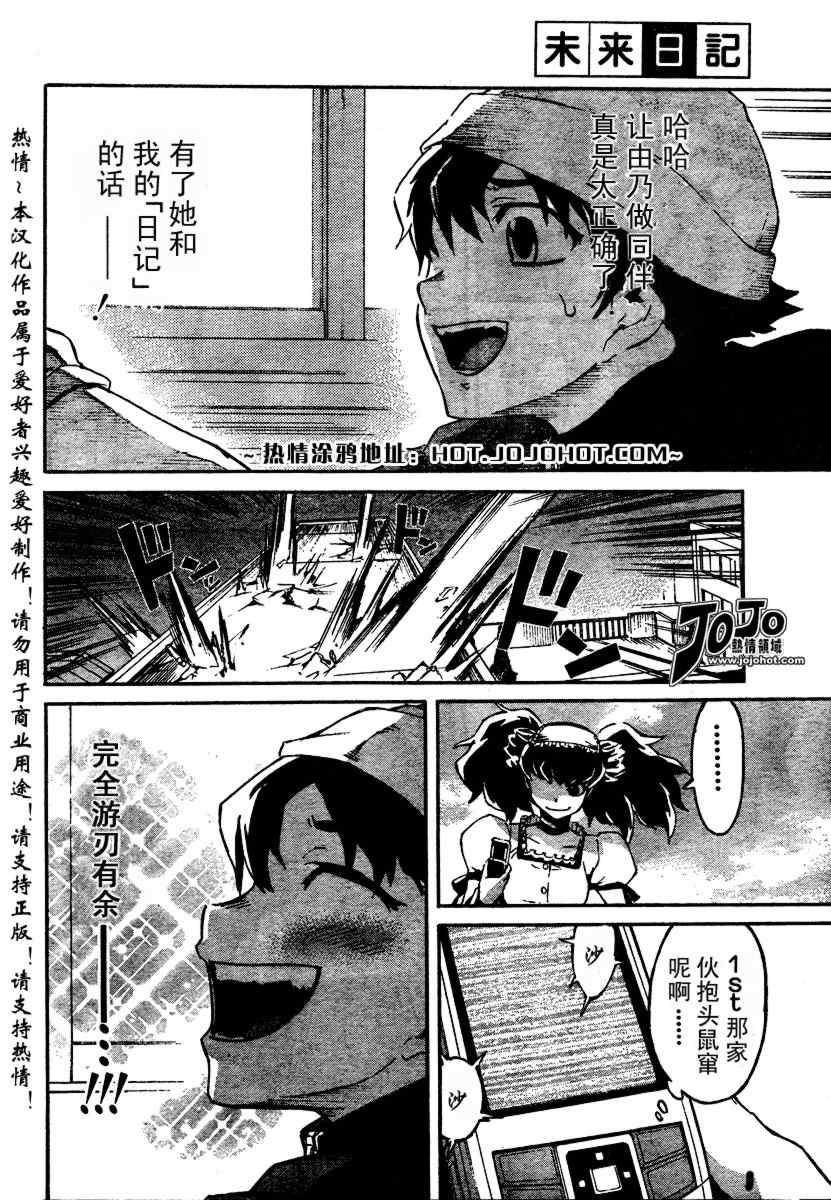 未来日記
哈哈
让由乃做同伴
真是太正确了
有了她和
我的「日记」
的话——!
~热情涂鸦地址：HOT.JOJOHOT.COM~
ドドン
ドン
JOJO
熱情領域
www.jojohot.com
…………
1st那家
伙抱头鼠窜
呢啊……
沙
沙
完全游刃有余
——…!!!
热情~本汉化作品属于爱好者兴趣爱好制作!请勿用于商业用途!请支持正版!请支持热情!